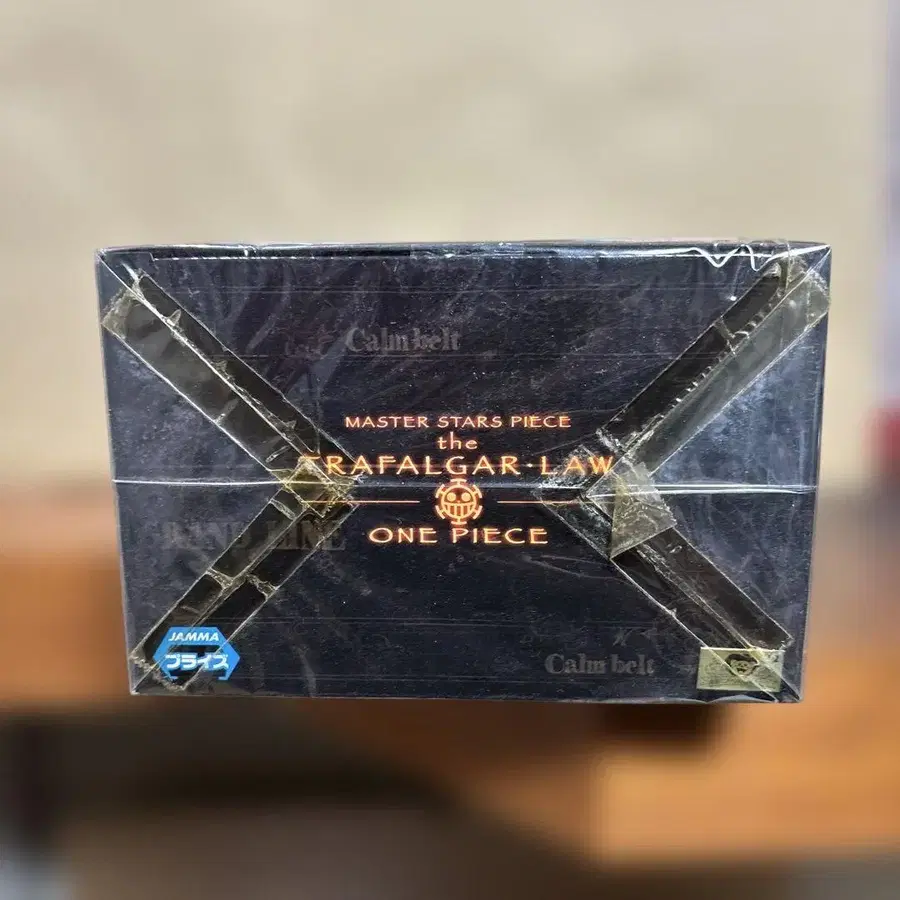 Calm belt
MASTER STARS PIECE
the
TRAFALGAR・LAW
ONE PIECE
JAMMA
プライズ
Calm belt